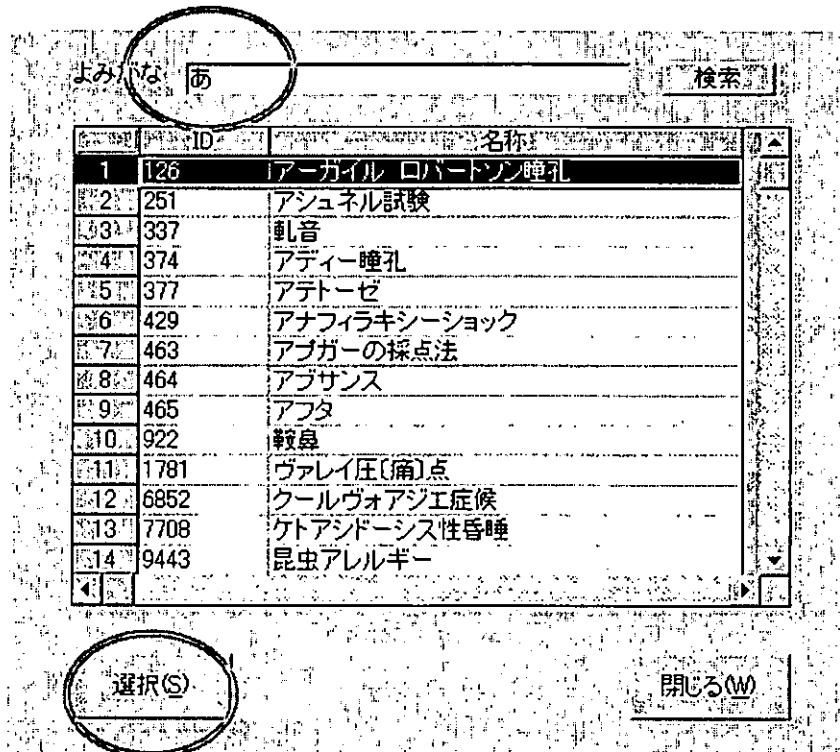 よみがな あ 検索
ID 名称
1 126 アーガイル ロバートソン瞳孔
2 251 アシュネル試験
3 337 軋音
4 374 アディー瞳孔
5 377 アテトーゼ
6 429 アナフィラキシーショック
7 463 アプガーの採点法
8 464 アブサンス
9 465 アフタ
10 922 鞍鼻
11 1781 ヴァレイ圧〔痛〕点
12 6852 クールヴォアジエ症候
13 7708 ケトアシドーシス性昏睡
14 9443 昆虫アレルギー
選択(S) 閉じる(W)